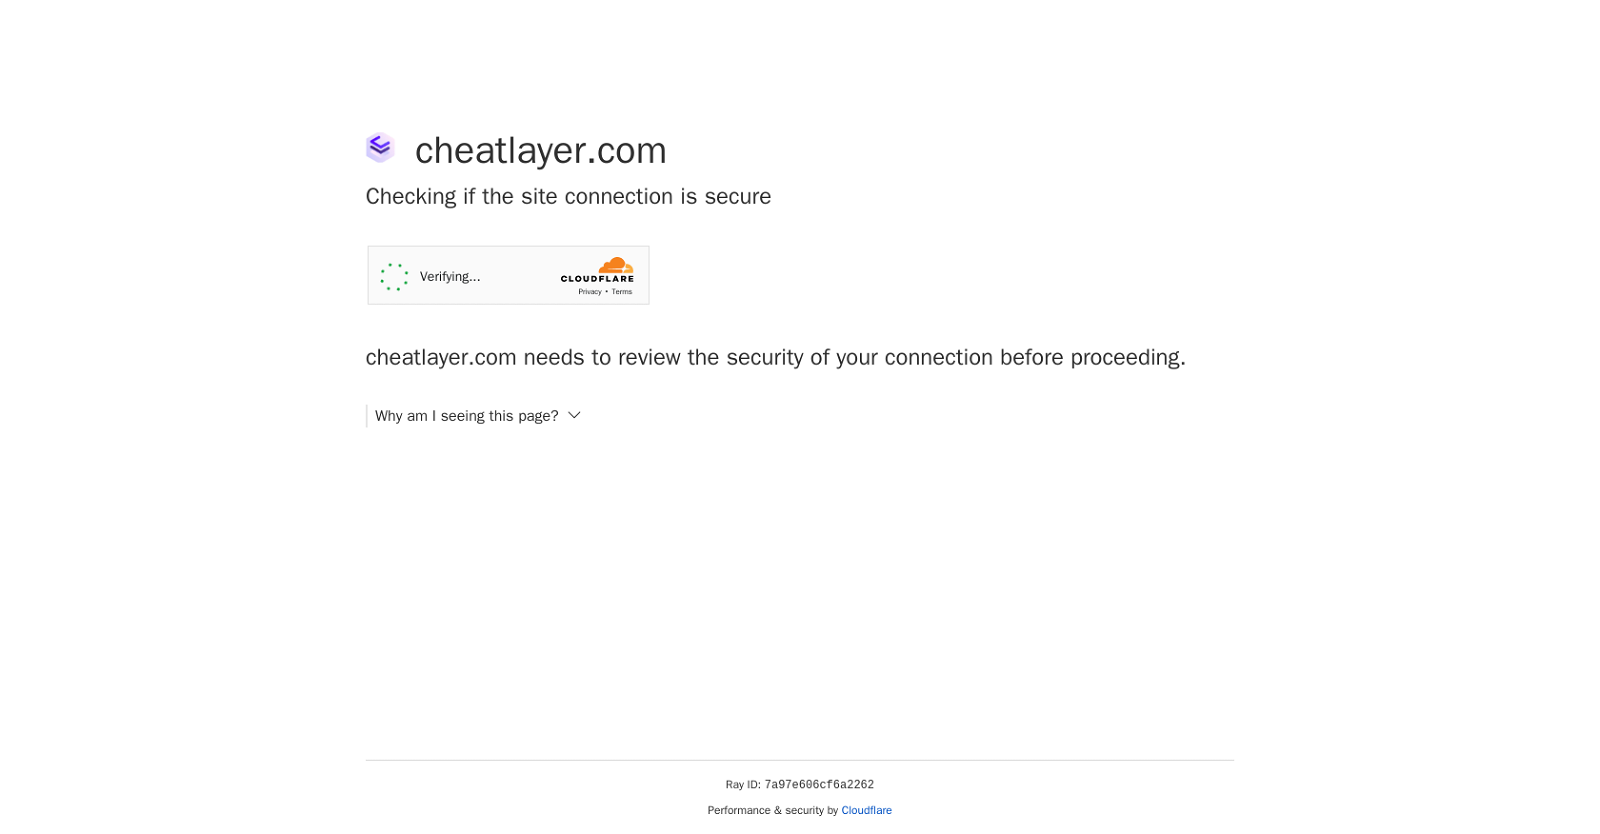 cheatlayer.com
Checking if the site connection is secure
Verifying...
CLOUDFLARE
Privacy • Terms
cheatlayer.com needs to review the security of your connection before proceeding.
Why am I seeing this page?
Ray ID: 7a97e606cf6a2262
Performance & security by Cloudflare